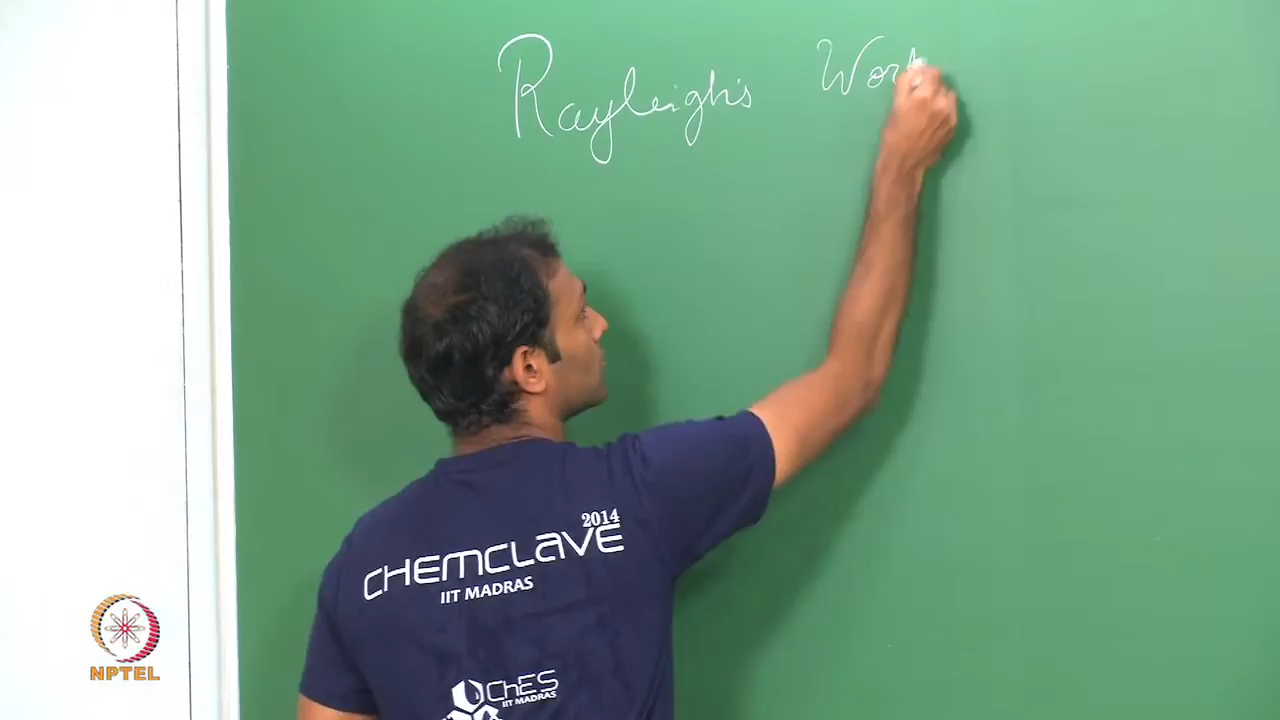 Rayleigh's Wor
2014
CHEMCLAVE
IIT MADRAS
ChES
IIT MADRAS
NPTEL